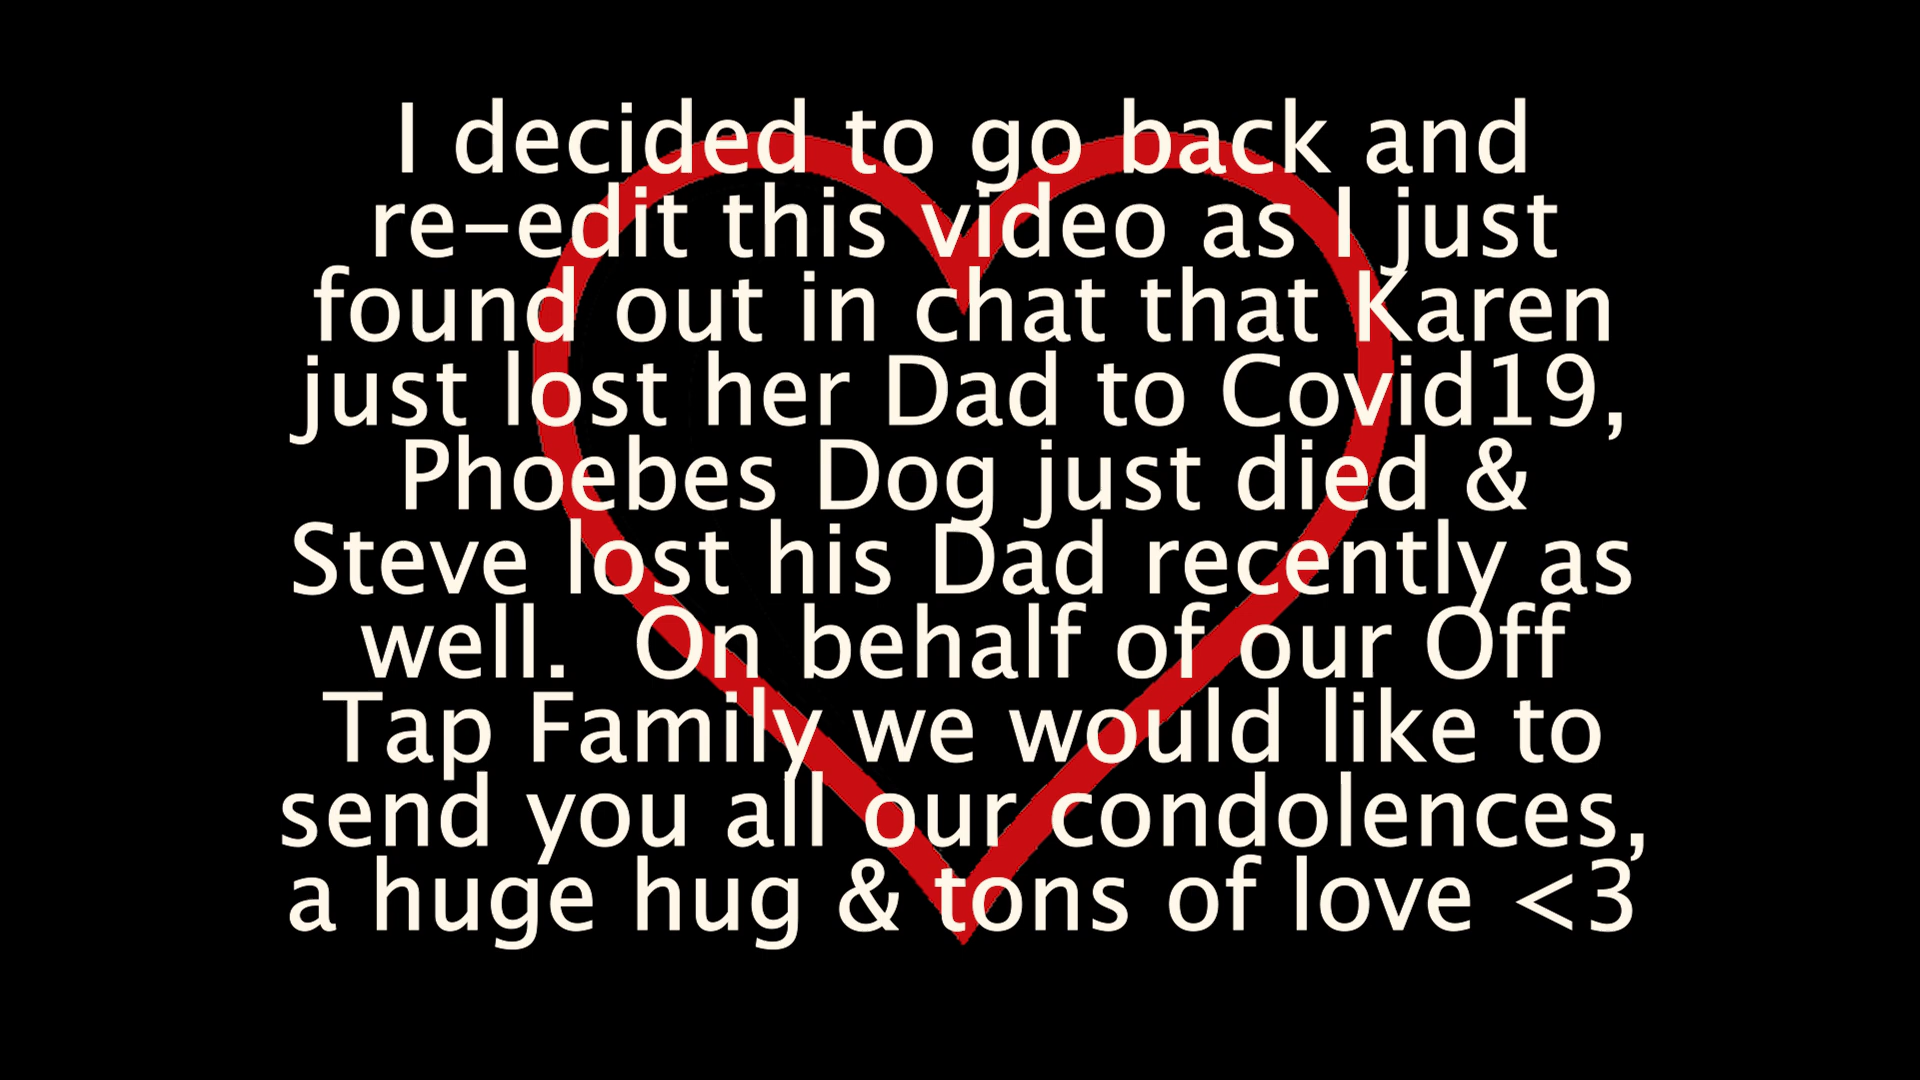 I decided to go back and
re-edit this video as I just
found out in chat that Karen
just lost her Dad to Covid19,
Phoebes Dog just died &
Steve lost his Dad recently as
well.  On behalf of our Off
Tap Family we would like to
send you all our condolences,
a huge hug & tons of love <3